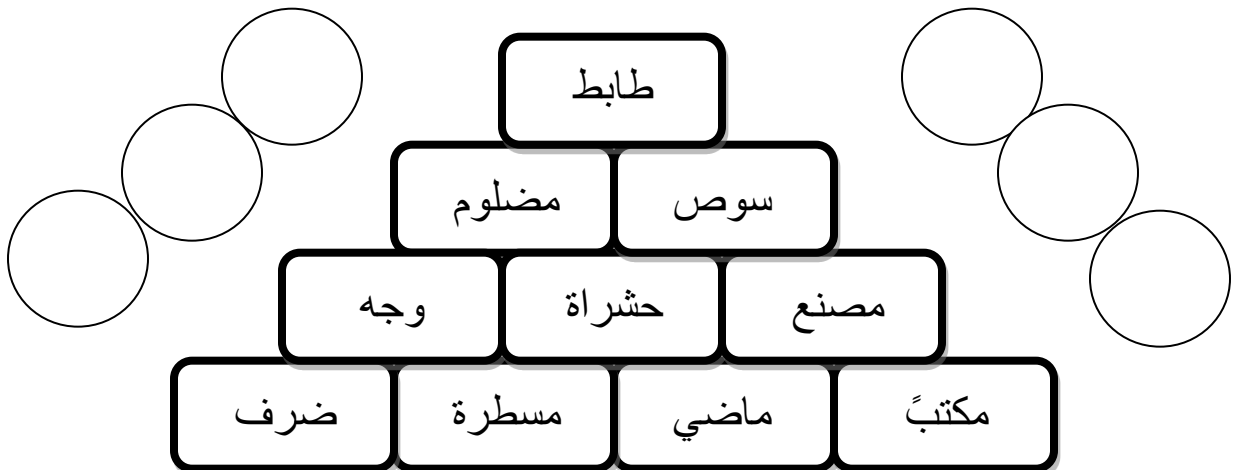 طابط
سوص مضلوم
مصنع حشراة وجه
مكتبً ماضي مسطرة ضرف